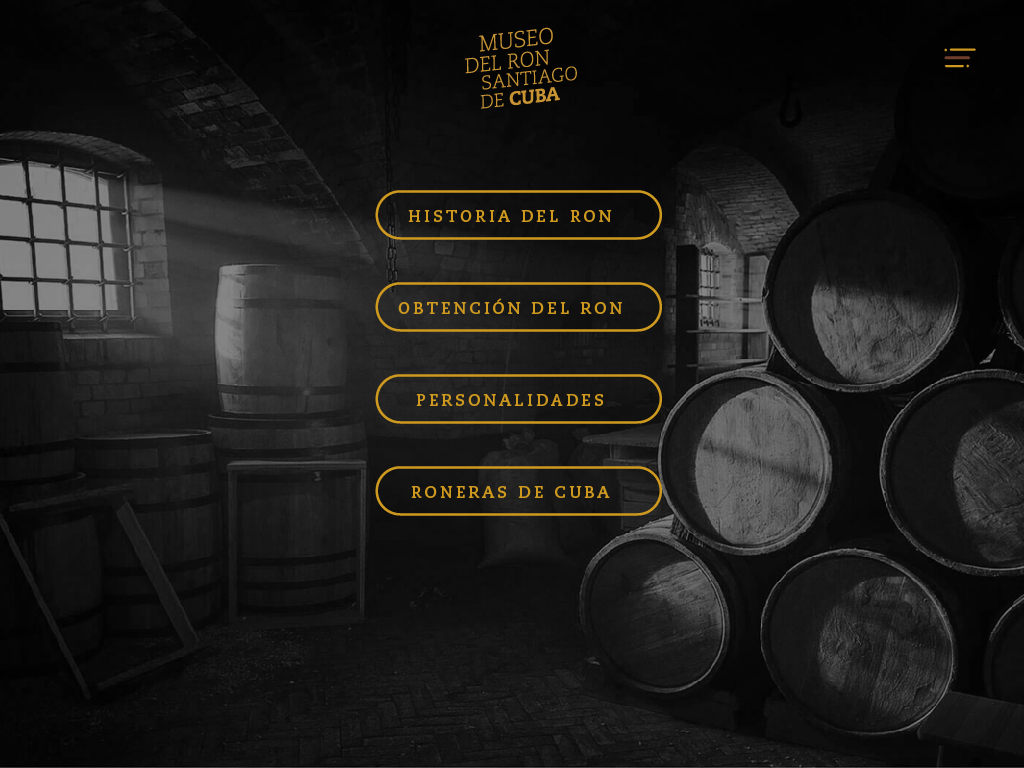 MUSEO
DEL RON
SANTIAGO
DE CUBA
HISTORIA DEL RON
OBTENCIÓN DEL RON
PERSONALIDADES
RONERAS DE CUBA